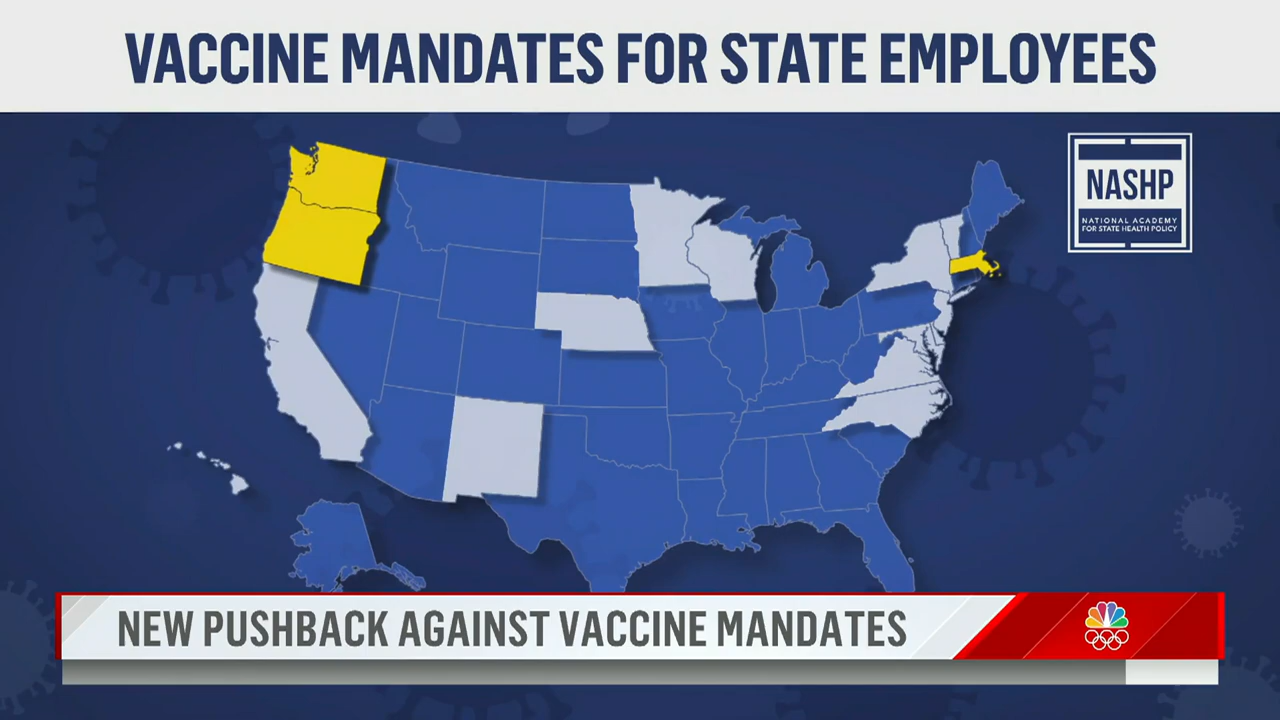 VACCINE MANDATES FOR STATE EMPLOYEES
NASHP
NATIONAL ACADEMY
FOR STATE HEALTH POLICY
NEW PUSHBACK AGAINST VACCINE MANDATES